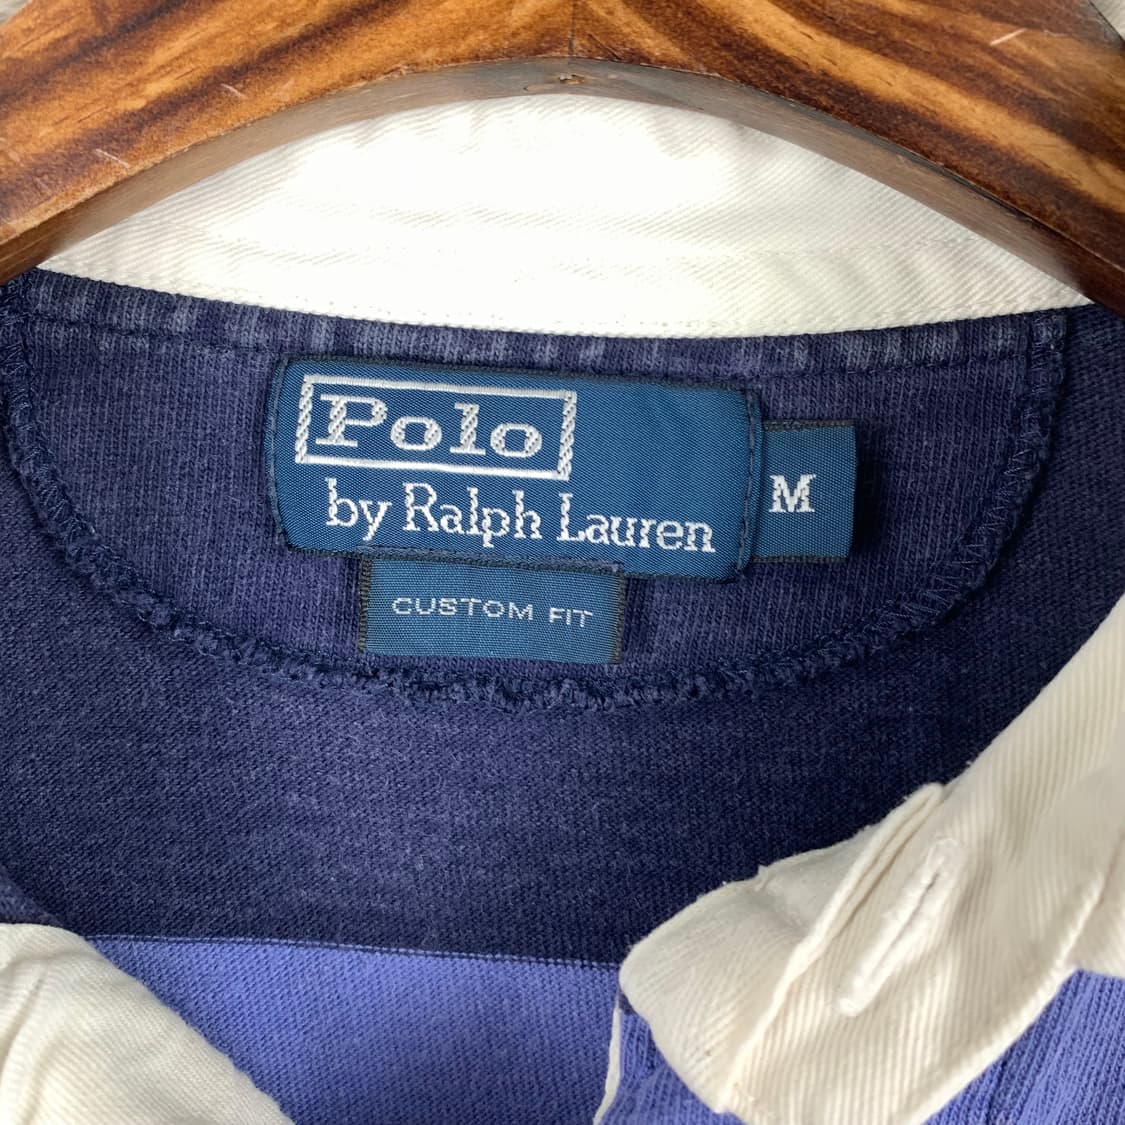 Polo
by Ralph Lauren
M
CUSTOM FIT